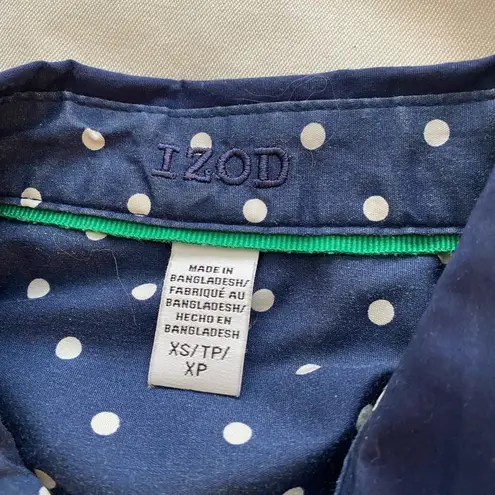 IZOD
MADE IN
BANGLADESH/
FABRIQUÉ AU
BANGLADESH/
HECHO EN
BANGLADESH
XS/TP/
XP